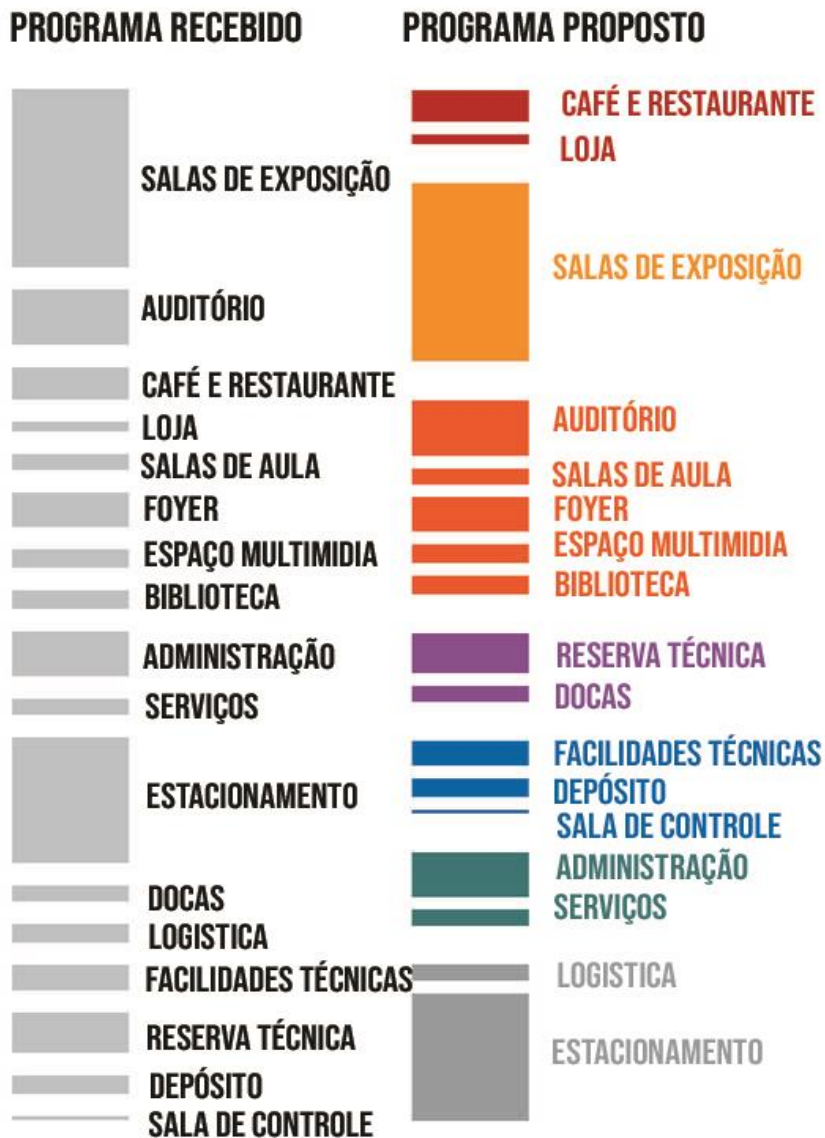 PROGRAMA RECEBIDO
SALAS DE EXPOSIÇÃO
AUDITÓRIO
CAFÉ E RESTAURANTE
LOJA
SALAS DE AULA
FOYER
ESPAÇO MULTIMIDIA
BIBLIOTECA
ADMINISTRAÇÃO
SERVIÇOS
ESTACIONAMENTO
DOCAS
LOGISTICA
FACILIDADES TÉCNICAS
RESERVA TÉCNICA
DEPÓSITO
SALA DE CONTROLE
PROGRAMA PROPOSTO
CAFÉ E RESTAURANTE
LOJA
SALAS DE EXPOSIÇÃO
AUDITÓRIO
SALAS DE AULA
FOYER
ESPAÇO MULTIMIDIA
BIBLIOTECA
RESERVA TÉCNICA
DOCAS
FACILIDADES TÉCNICAS
DEPÓSITO
SALA DE CONTROLE
ADMINISTRAÇÃO
SERVIÇOS
LOGISTICA
ESTACIONAMENTO